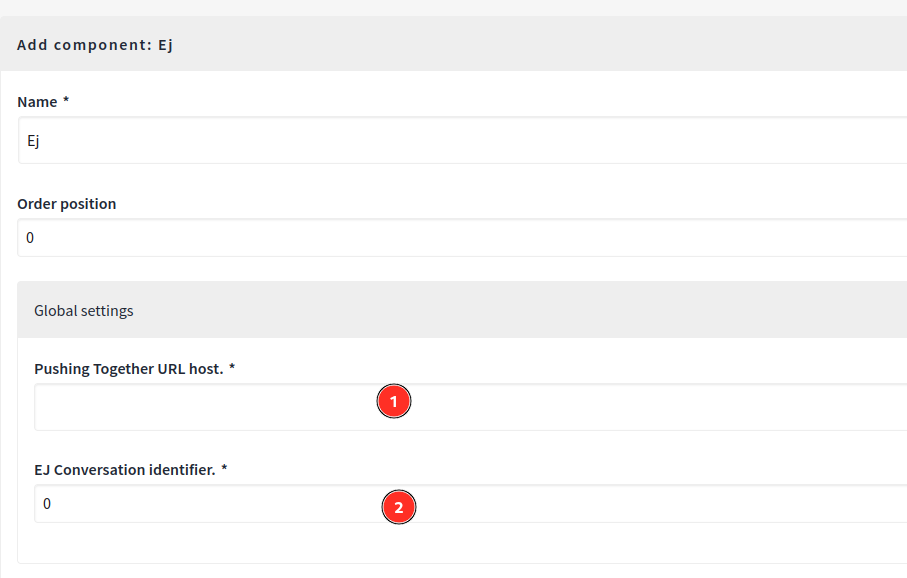 Add component: Ej
Name *
Ej
Order position
0
Global settings
Pushing Together URL host. *
1
EJ Conversation identifier. *
0
2